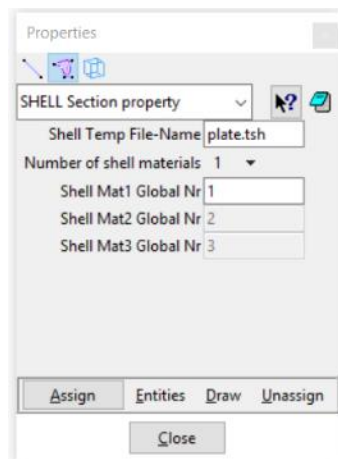 Properties
SHELL Section property
?
Shell Temp File-Name plate.tsh
Number of shell materials 1
Shell Mat1 Global Nr 1
Shell Mat2 Global Nr 2
Shell Mat3 Global Nr 3
Assign Entities Draw Unassign
Close